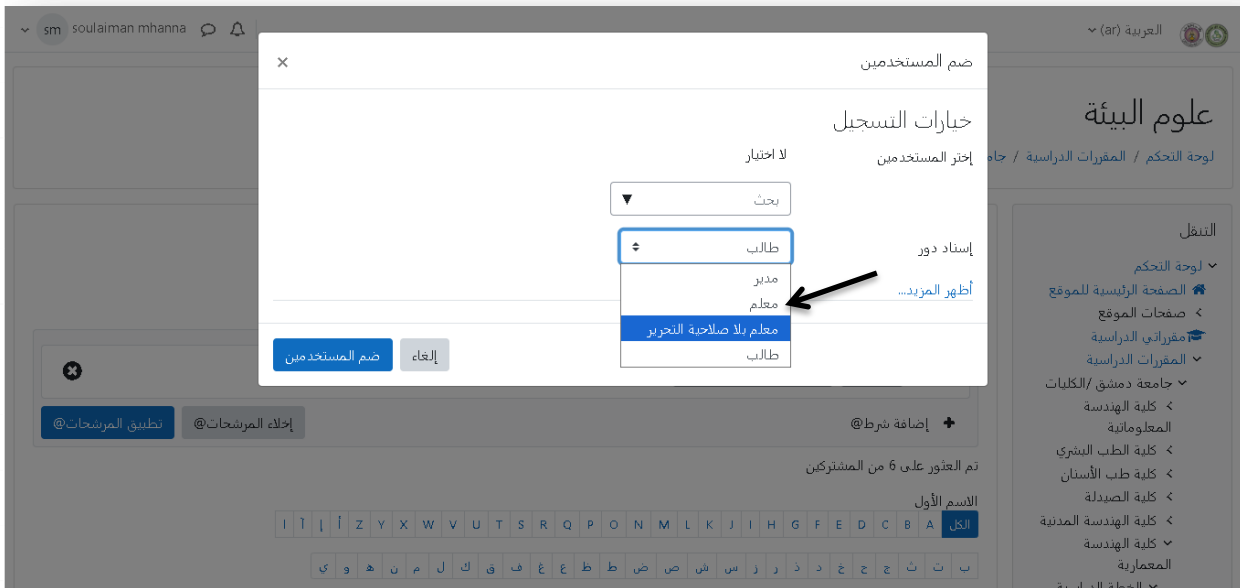 العربية (ar)
soulaiman mhanna
sm
علوم البيئة
لوحة التحكم / المقررات الدراسية / جام
ضم المستخدمين
×
خيارات التسجيل
إختر المستخدمين
لا اختيار
بحث
إسناد دور
طالب
مدير
معلم
معلم بلا صلاحية التحرير
طالب
أظهر المزيد...
إلغاء
ضم المستخدمين
التنقل
لوحة التحكم
الصفحة الرئيسية للموقع
صفحات الموقع
مقرراتي الدراسية
المقررات الدراسية
جامعة دمشق /الكليات
كلية الهندسة
المعلوماتية
كلية الطب البشري
كلية طب الأسنان
كلية الصيدلة
كلية الهندسة المدنية
كلية الهندسة
المعمارية
إضافة شرط@
إخلاء المرشحات@
تطبيق المرشحات@
تم العثور على 6 من المشتركين
الاسم الأول
الكل A B C D E F G H I J K L M N O P Q R S T U V W X Y Z أ إ آ ا
ب ت ث ج ح خ د ذ ر ز س ش ص ض ط ظ ع غ ف ق ك ل م ن ه و ي